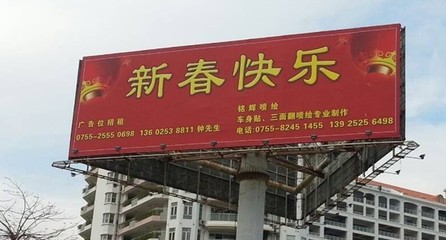 新春快乐
广告位招租
0755-2555 0698  136 0253 8811 钟先生
铭辉喷绘
车身贴、三面翻喷绘专业制作
电话:0755-8245 1455  139 2525 6498